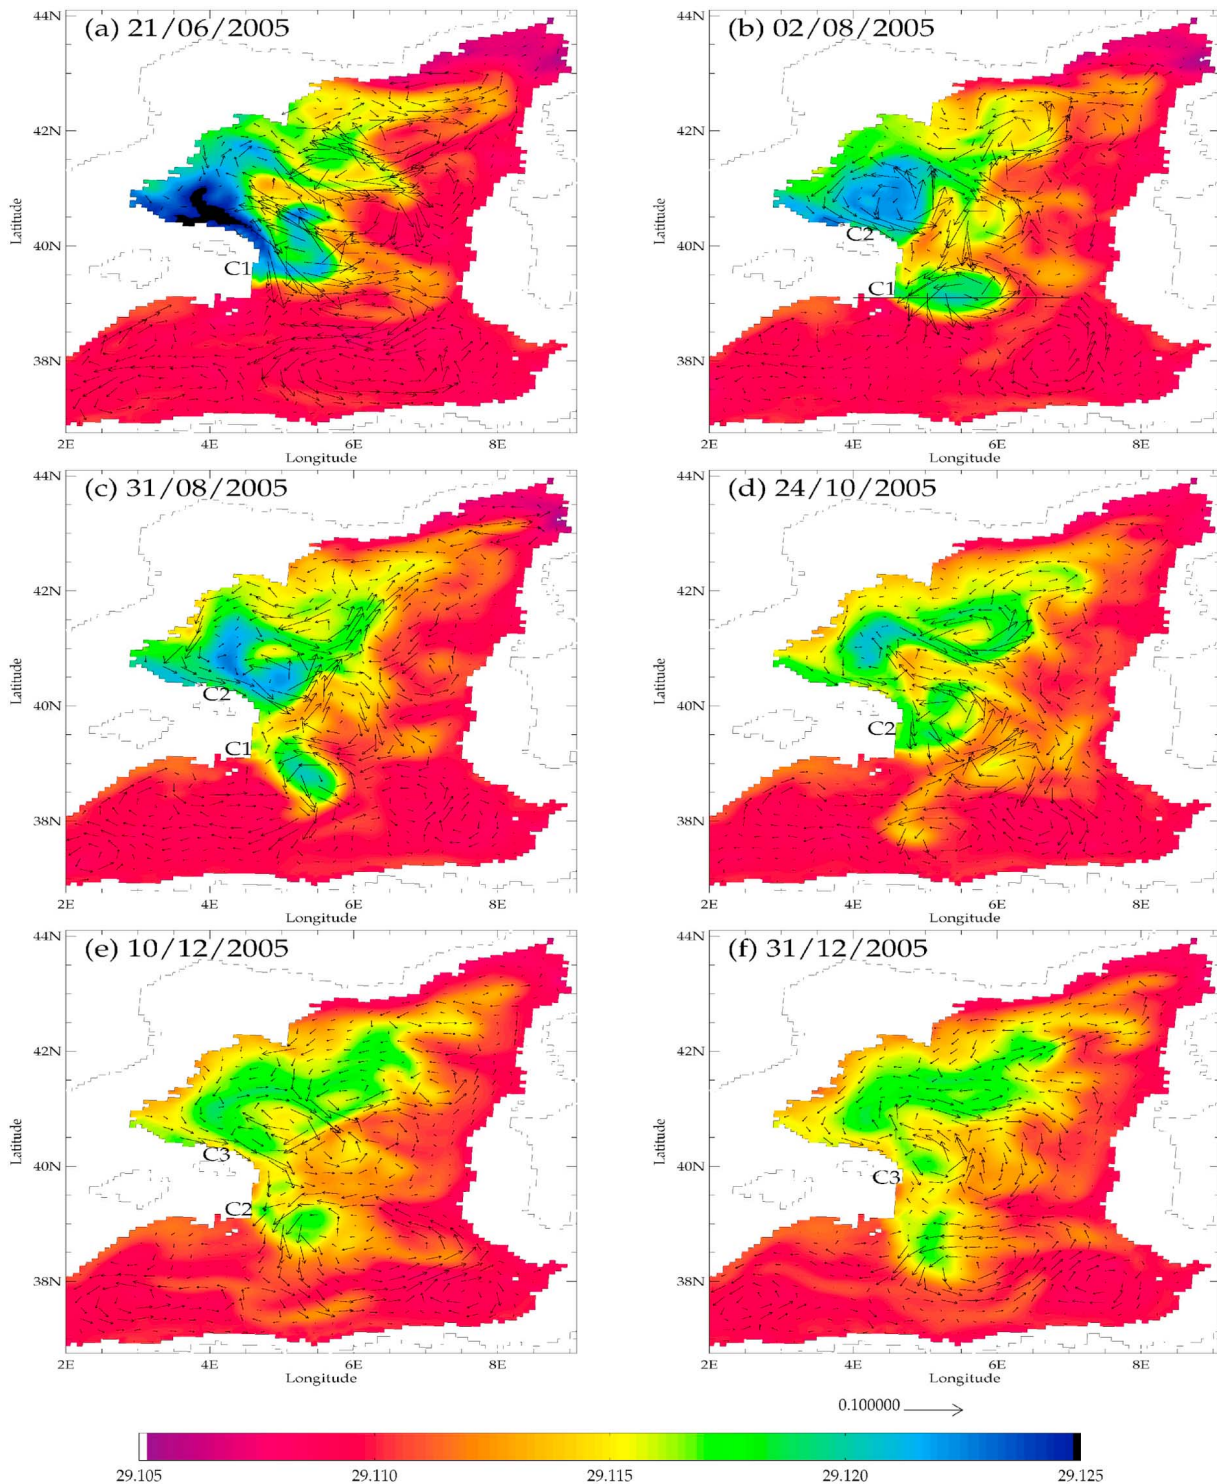 (a) 21/06/2005
(b) 02/08/2005
44N
42N
40N
38N
Latitude
C1
2E 4E 6E 8E
Longitude
44N
42N
40N
38N
Latitude
C2
C1
2E 4E 6E 8E
Longitude
(c) 31/08/2005
(d) 24/10/2005
44N
42N
40N
38N
Latitude
C2
C1
2E 4E 6E 8E
Longitude
44N
42N
40N
38N
Latitude
C2
2E 4E 6E 8E
Longitude
(e) 10/12/2005
(f) 31/12/2005
44N
42N
40N
38N
Latitude
C3
C2
2E 4E 6E 8E
Longitude
44N
42N
40N
38N
Latitude
C3
2E 4E 6E 8E
Longitude
0.100000
29.105 29.110 29.115 29.120 29.125